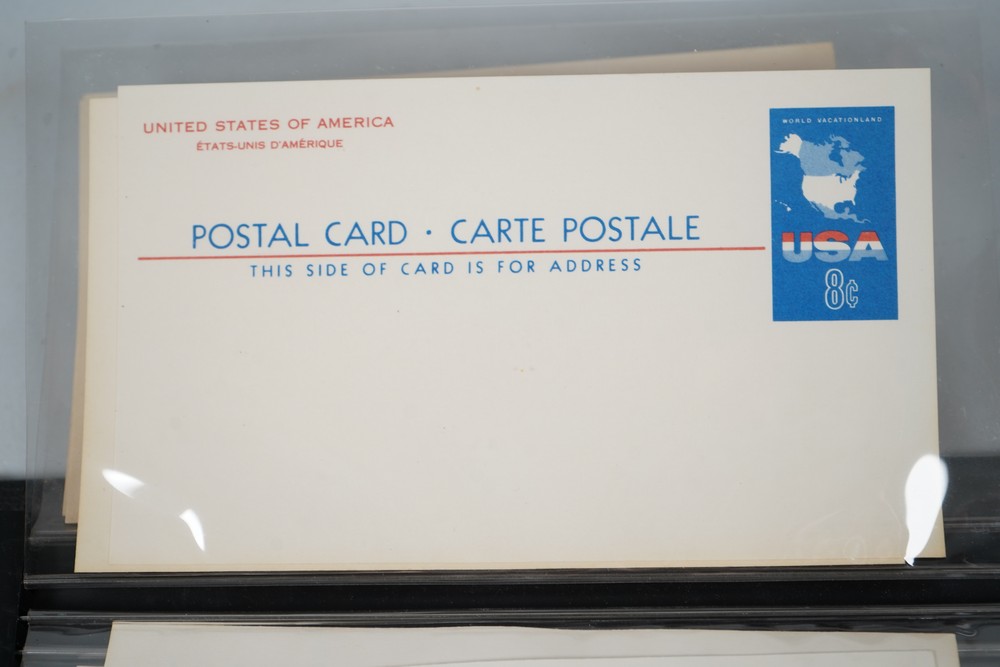 UNITED STATES OF AMERICA
ÉTATS-UNIS D'AMÉRIQUE
WORLD VACATIONLAND
USA
8¢
POSTAL CARD · CARTE POSTALE
THIS SIDE OF CARD IS FOR ADDRESS